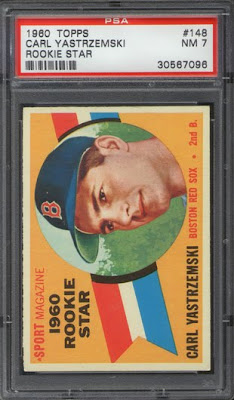 PSA
1960 TOPPS #148
CARL YASTRZEMSKI NM 7
ROOKIE STAR
30567096
SPORT MAGAZINE
1960
ROOKIE
STAR
B
CARL YASTRZEMSKI
BOSTON RED SOX • 2nd B.